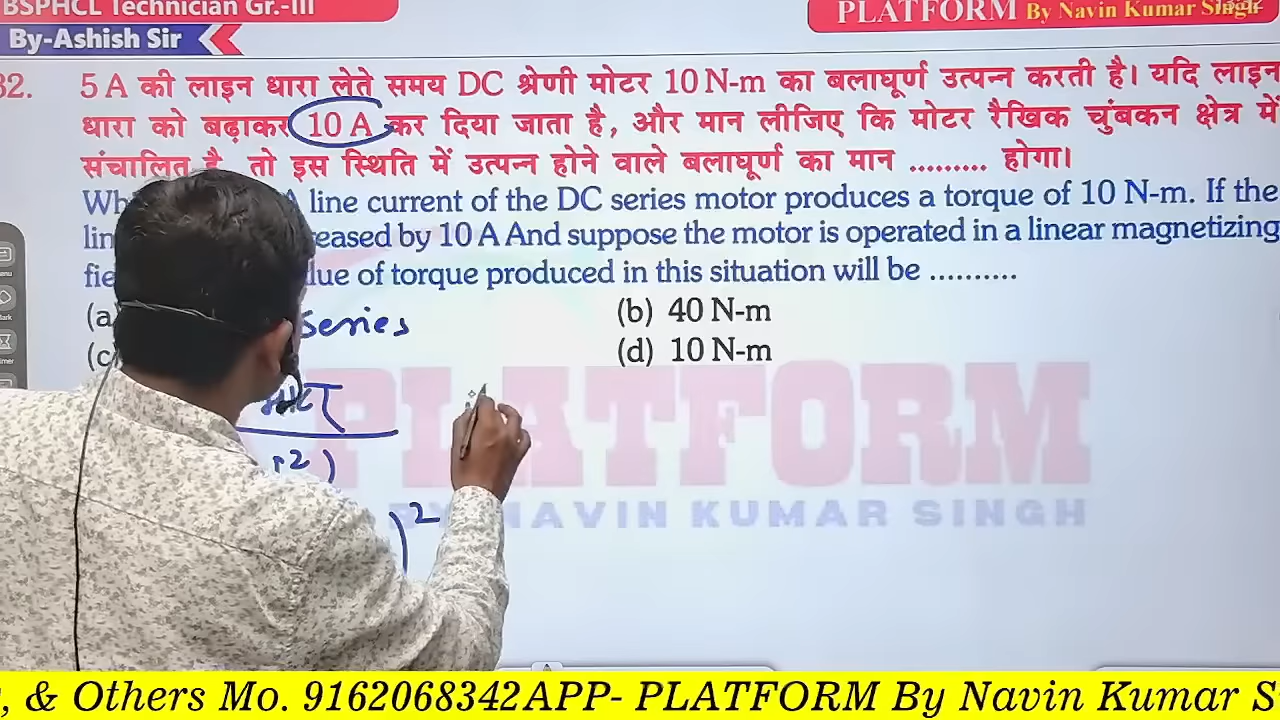 BSPHCL Technician Gr.-III
PLATFORM By Navin Kumar Singh
By-Ashish Sir
32. 5 A की लाइन धारा लेते समय DC श्रेणी मोटर 10 N-m का बलाघूर्ण उत्पन्न करती है। यदि लाइन
धारा को बढ़ाकर 10 A कर दिया जाता है, और मान लीजिए कि मोटर रैखिक चुंबकन क्षेत्र में
संचालित है, तो इस स्थिति में उत्पन्न होने वाले बलाघूर्ण का मान ......... होगा।
line current of the DC series motor produces a torque of 10 N-m. If the
by 10 A And suppose the motor is operated in a linear magnetizing
of torque produced in this situation will be ..........
(b) 40 N-m
series
(d) 10 N-m
PLATFORM
BY NAVIN KUMAR SINGH
)²
, & Others Mo. 9162068342APP- PLATFORM By Navin Kumar S